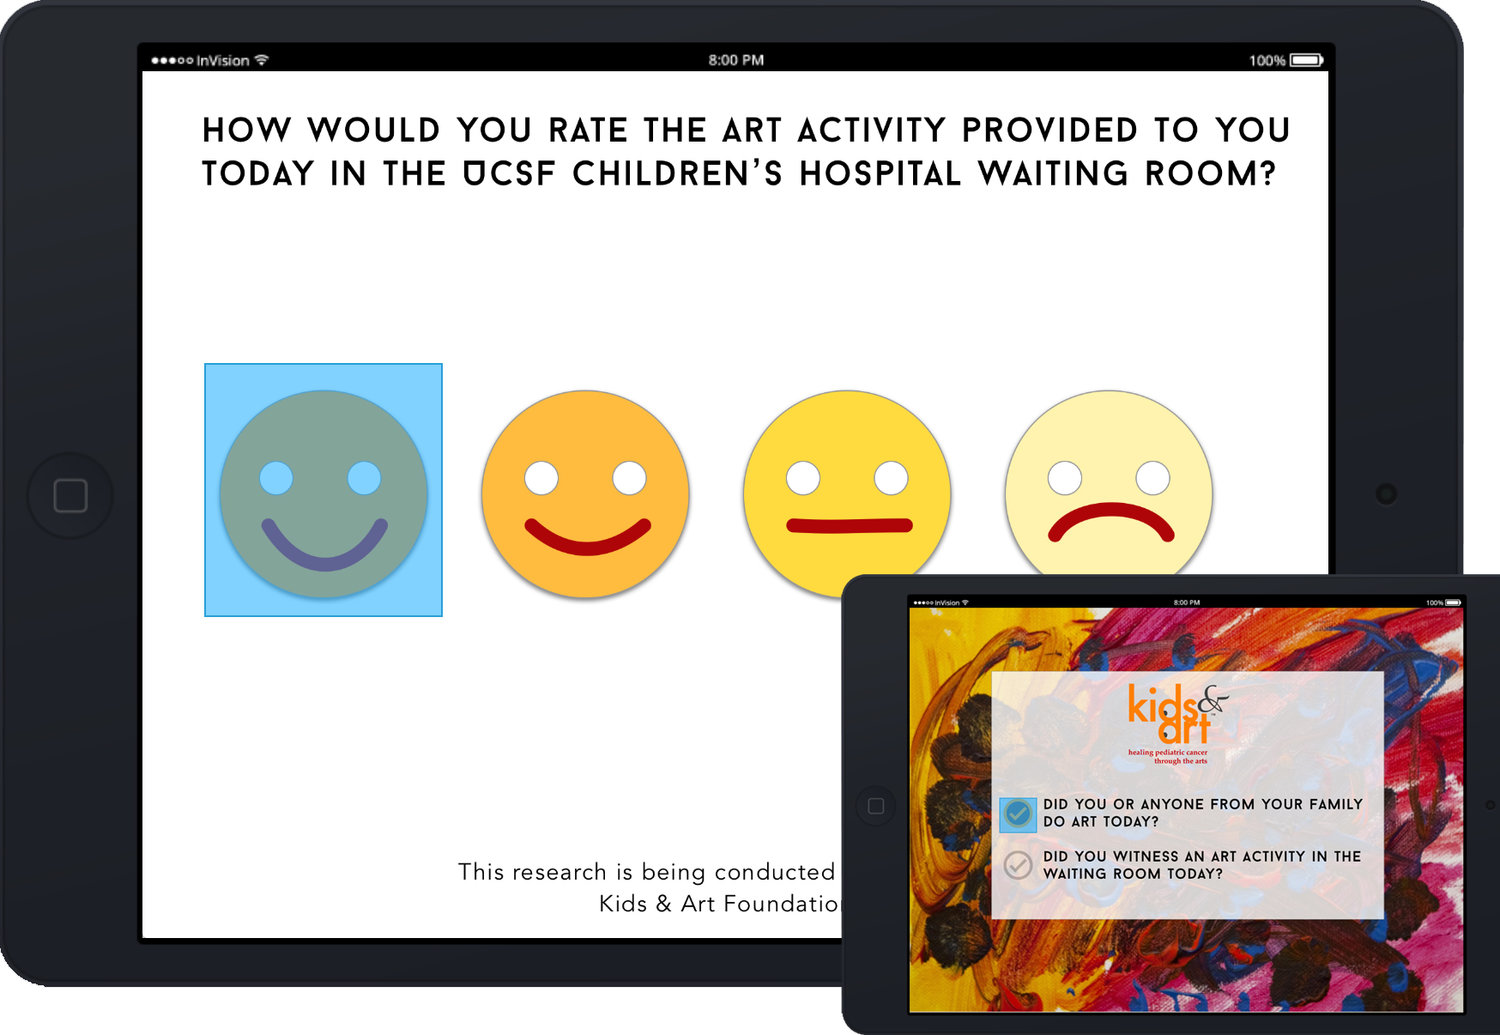 InVision
8:00 PM
100%
HOW WOULD YOU RATE THE ART ACTIVITY PROVIDED TO YOU
TODAY IN THE UCSF CHILDREN'S HOSPITAL WAITING ROOM?
This research is being conducted
Kids & Art Foundation
InVision
8:00 PM
100%
kids &
art
healing pediatric cancer
through the arts
DID YOU OR ANYONE FROM YOUR FAMILY
DO ART TODAY?
DID YOU WITNESS AN ART ACTIVITY IN THE
WAITING ROOM TODAY?